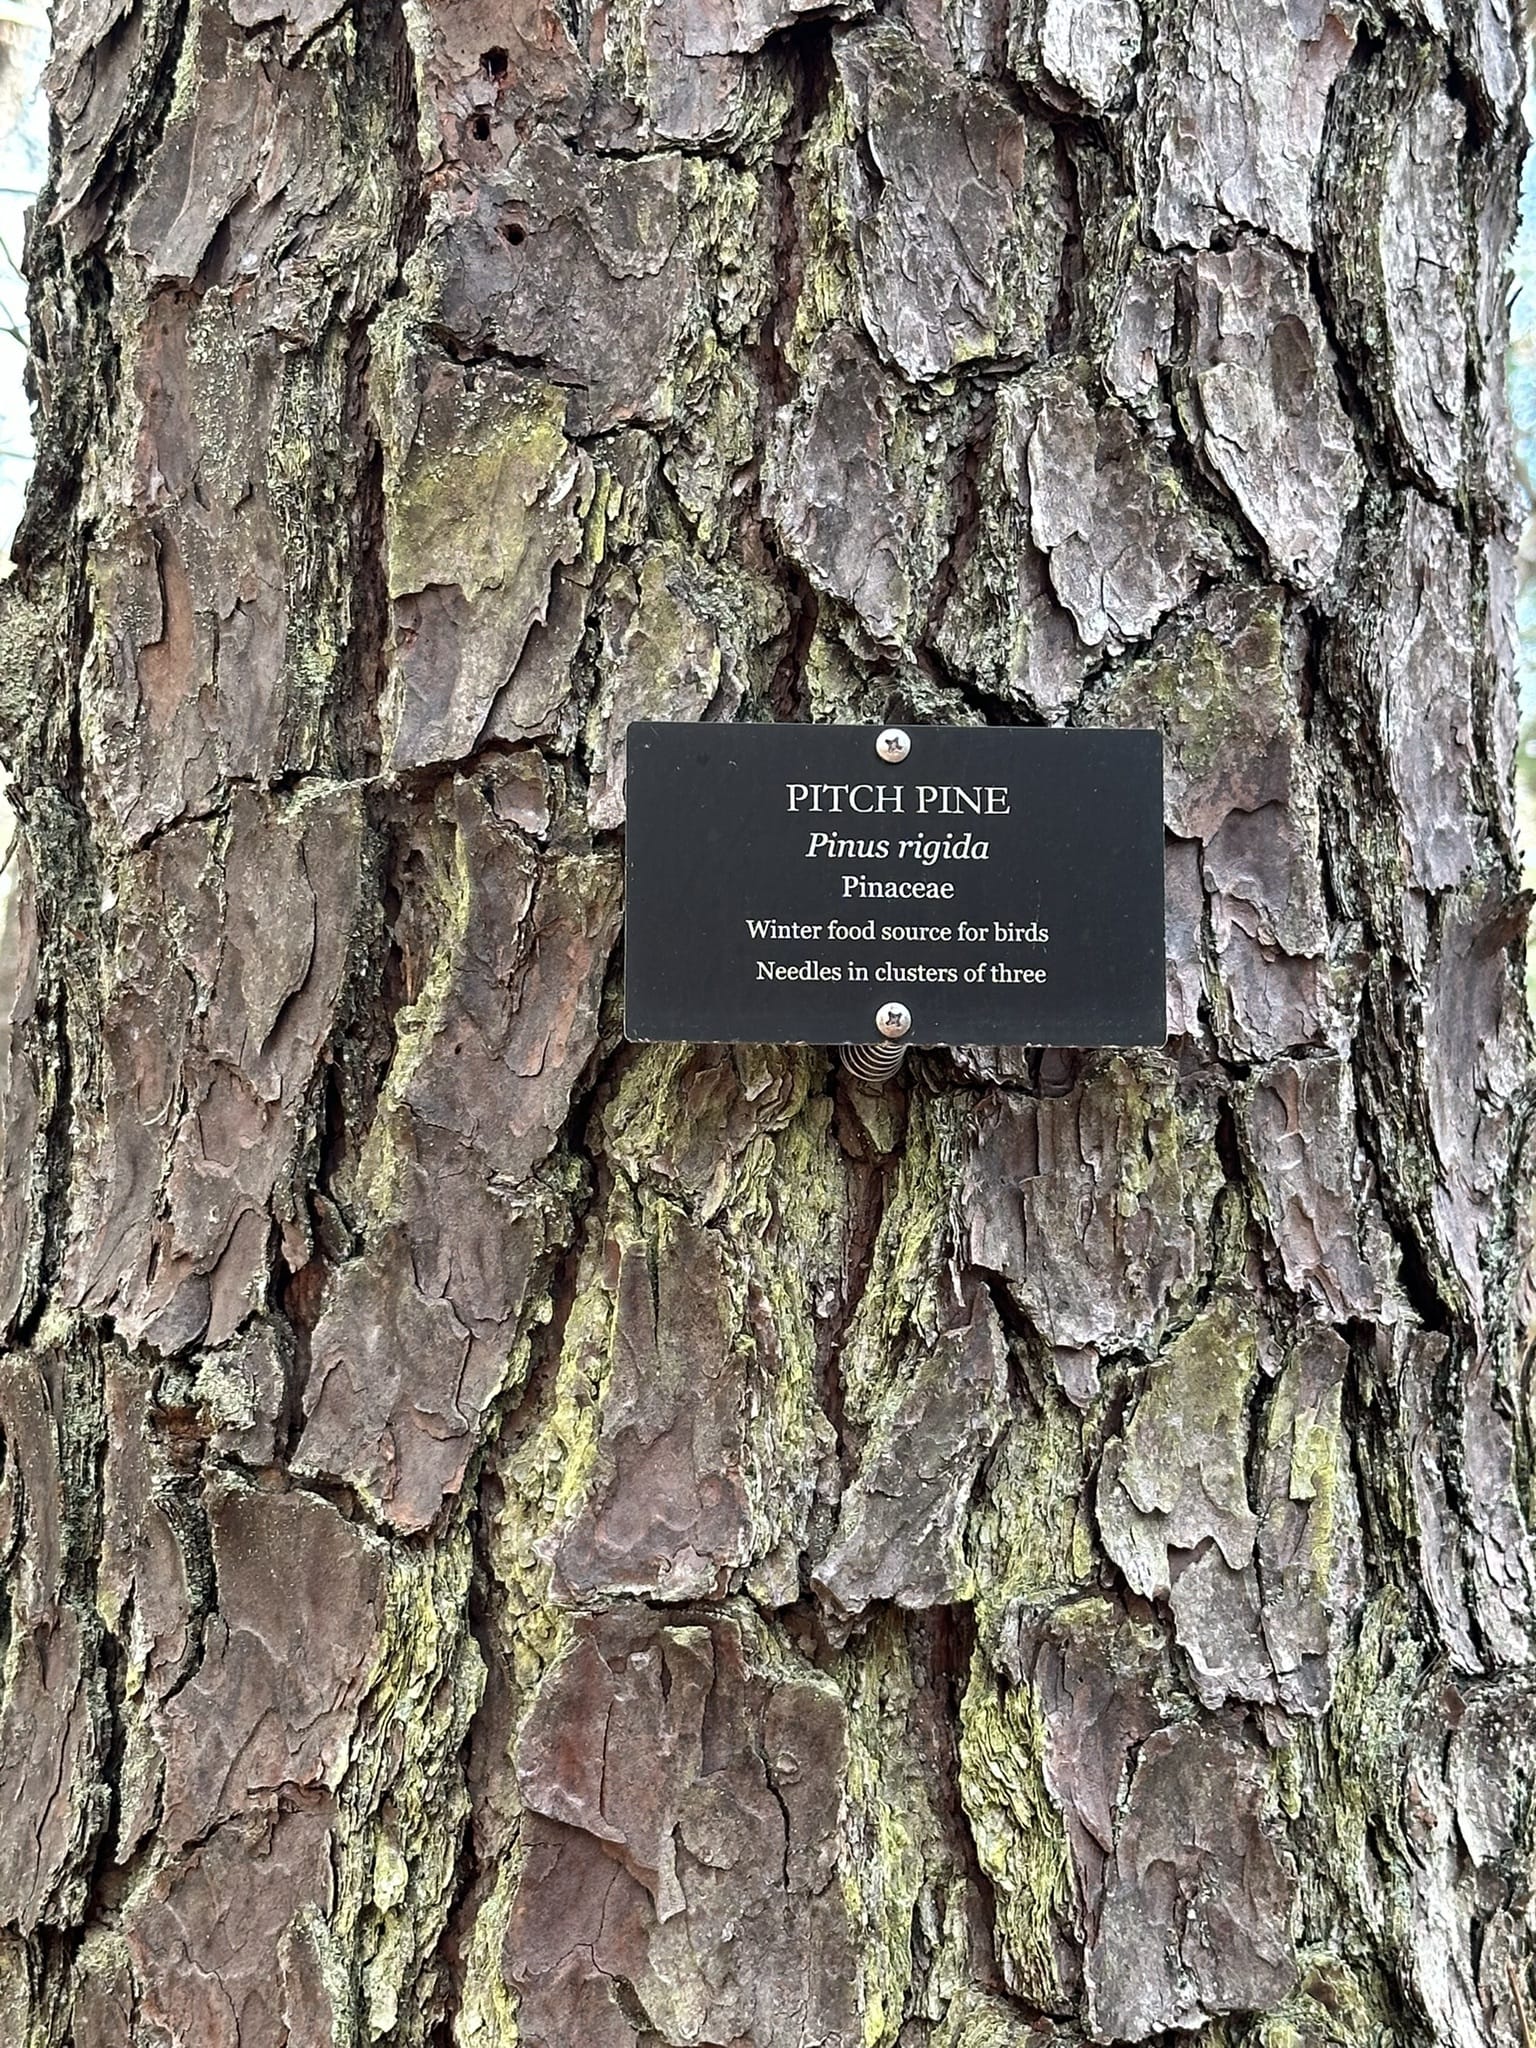 PITCH PINE
Pinus rigida
Pinaceae
Winter food source for birds
Needles in clusters of three